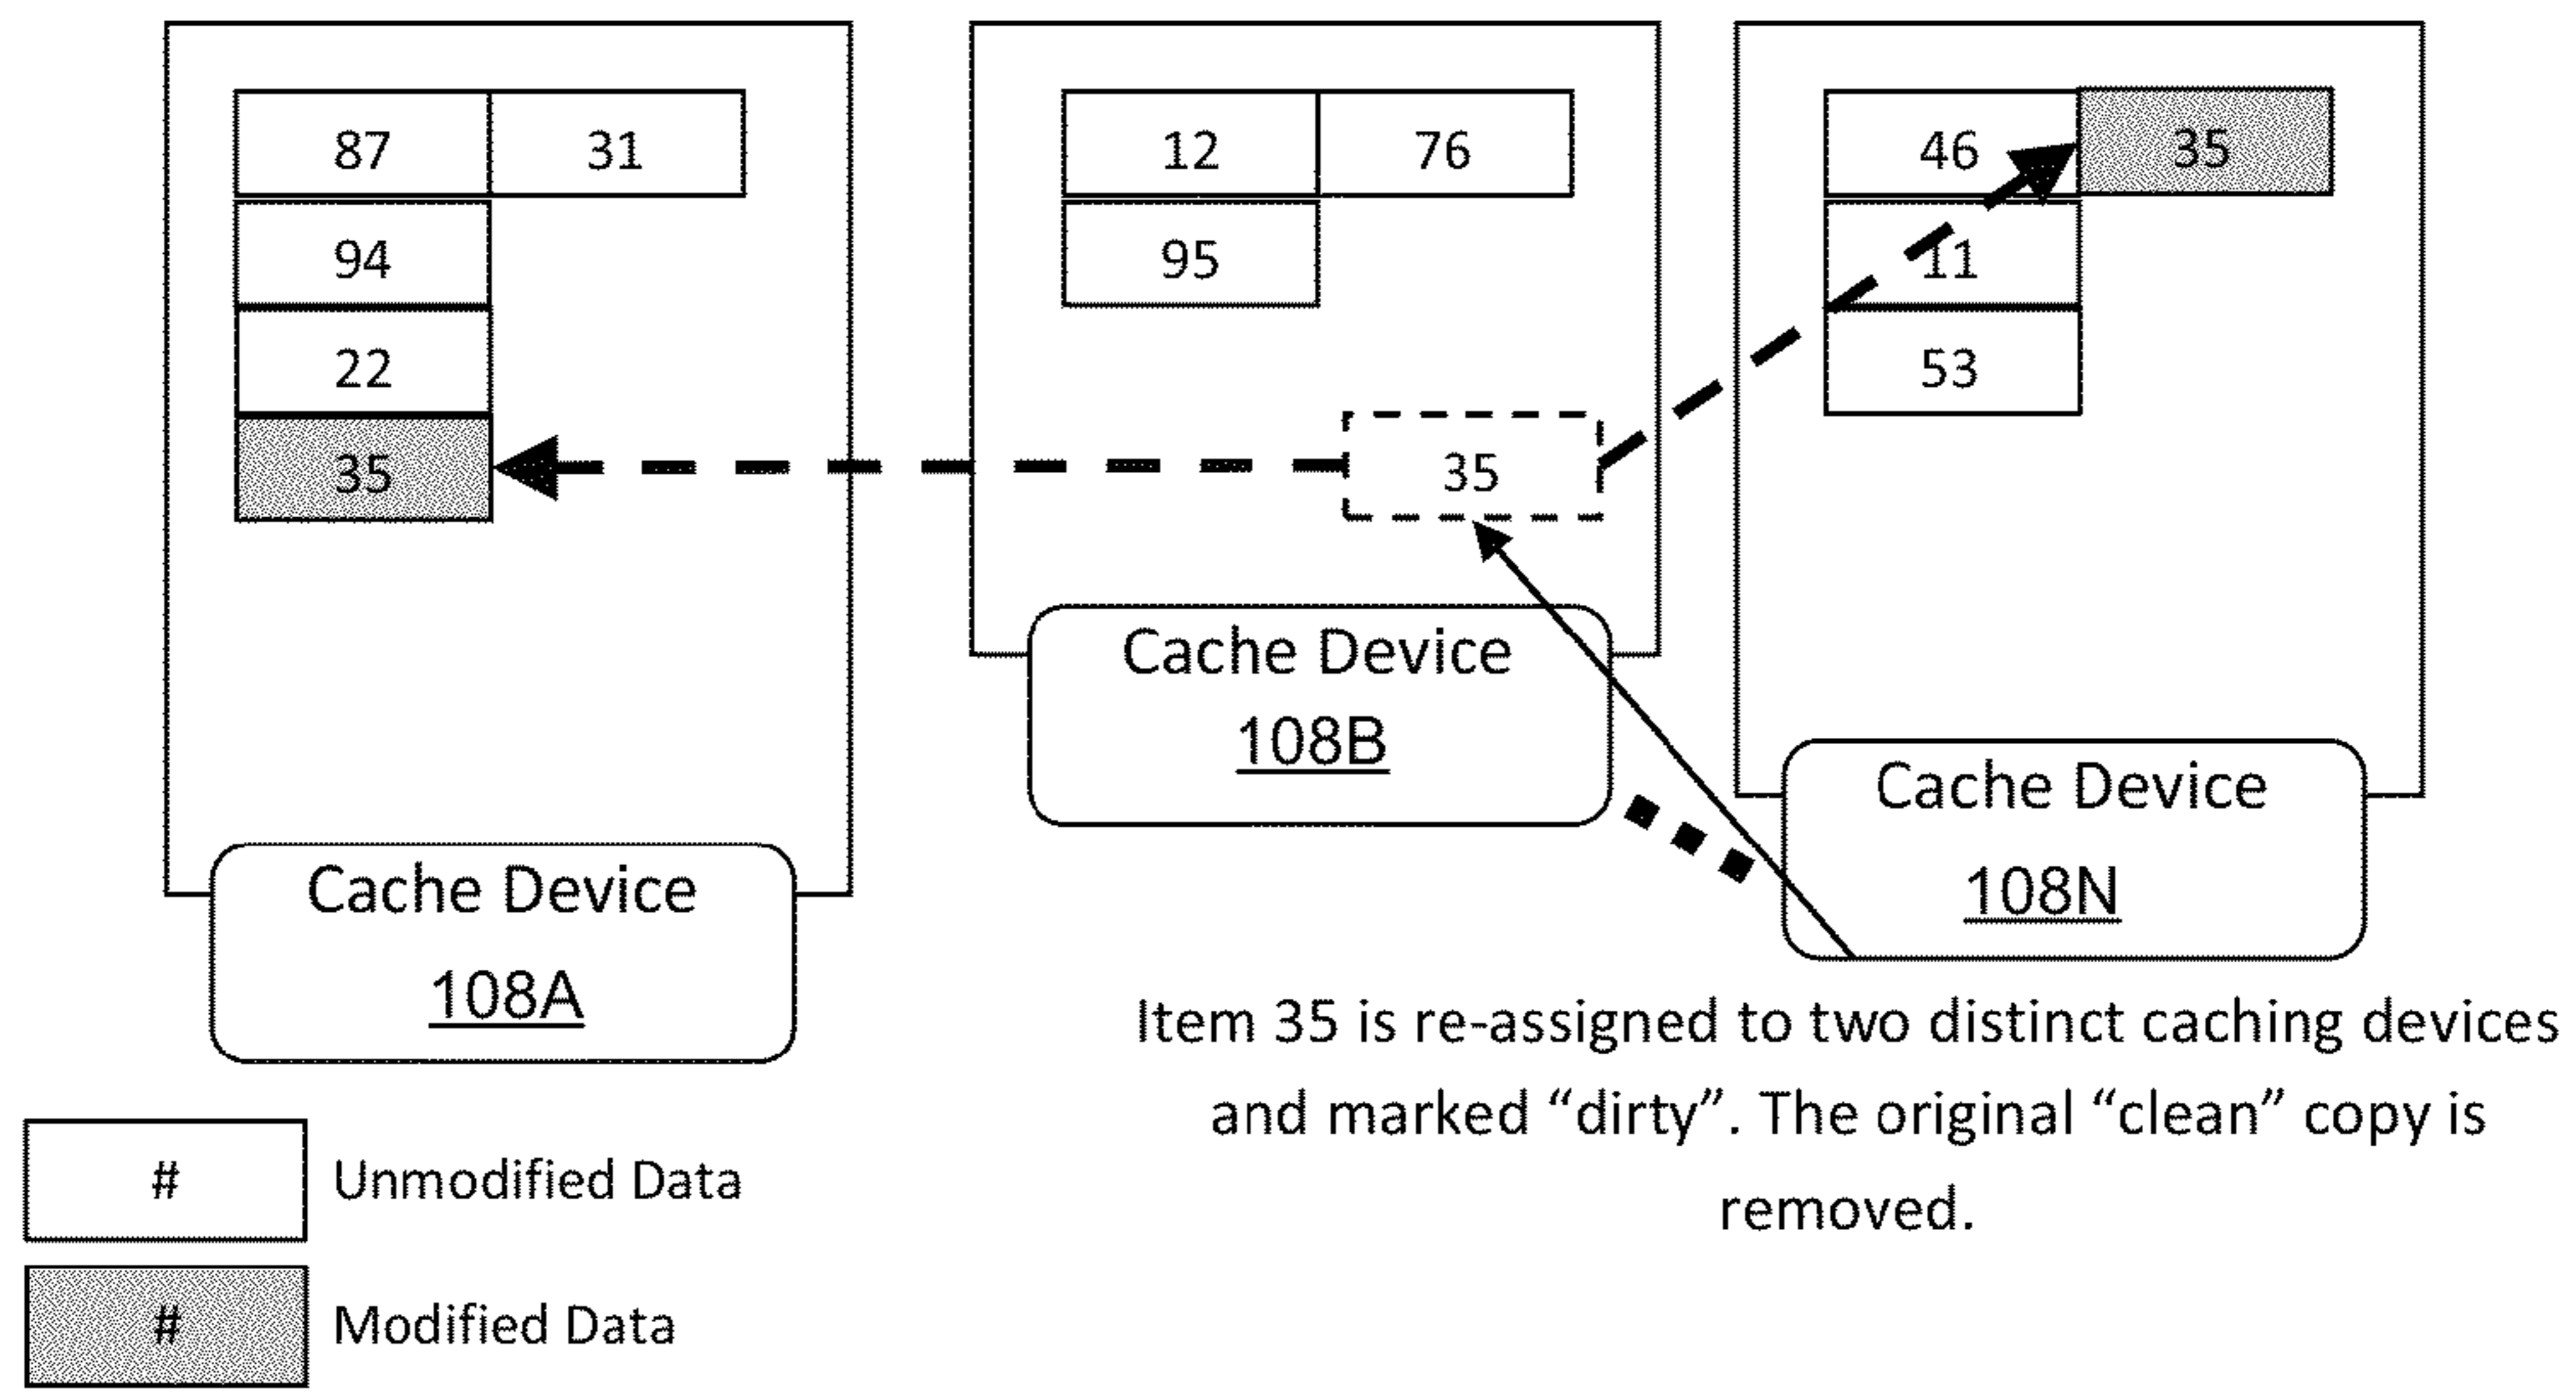 87 31
94
22
35
Cache Device
108A
12 76
95
35
Cache Device
108B
46 35
11
53
Cache Device
108N
Item 35 is re-assigned to two distinct caching devices
and marked “dirty”. The original “clean” copy is
removed.
# Unmodified Data
# Modified Data